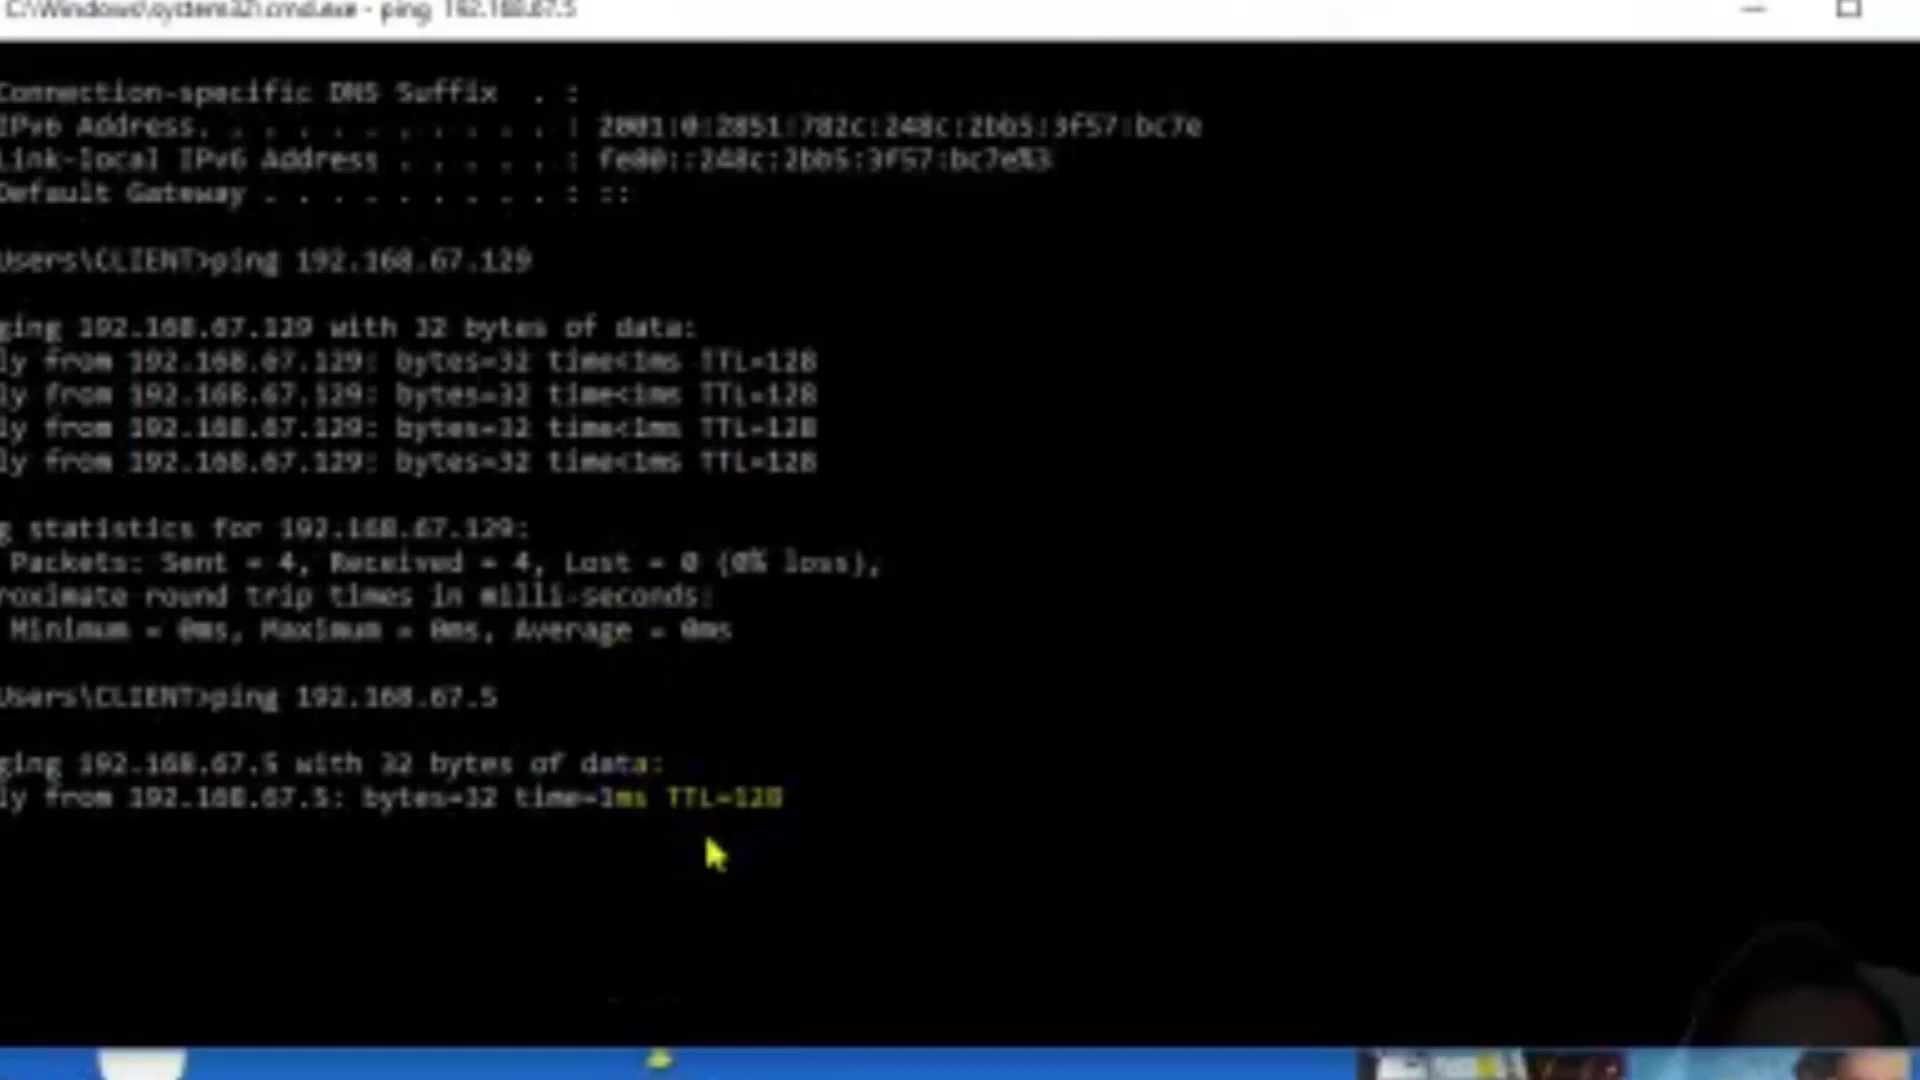 C:\Windows\system32\cmd.exe - ping 192.168.67.5
Connection-specific DNS Suffix . :
IPv6 Address. . . . . . . . . . . : 2001:0:2851:782c:248c:2bb5:3f57:bc7e
Link-local IPv6 Address . . . . . : fe80::248c:2bb5:3f57:bc7e%3
Default Gateway . . . . . . . . . : ::
Users\CLIENT>ping 192.168.67.129
ging 192.168.67.129 with 32 bytes of data:
ly from 192.168.67.129: bytes=32 time<1ms TTL=128
ly from 192.168.67.129: bytes=32 time<1ms TTL=128
ly from 192.168.67.129: bytes=32 time<1ms TTL=128
ly from 192.168.67.129: bytes=32 time<1ms TTL=128
g statistics for 192.168.67.129:
Packets: Sent = 4, Received = 4, Lost = 0 (0% loss),
roximate round trip times in milli-seconds:
Minimum = 0ms, Maximum = 0ms, Average = 0ms
Users\CLIENT>ping 192.168.67.5
ging 192.168.67.5 with 32 bytes of data:
ly from 192.168.67.5: bytes=32 time=1ms TTL=128